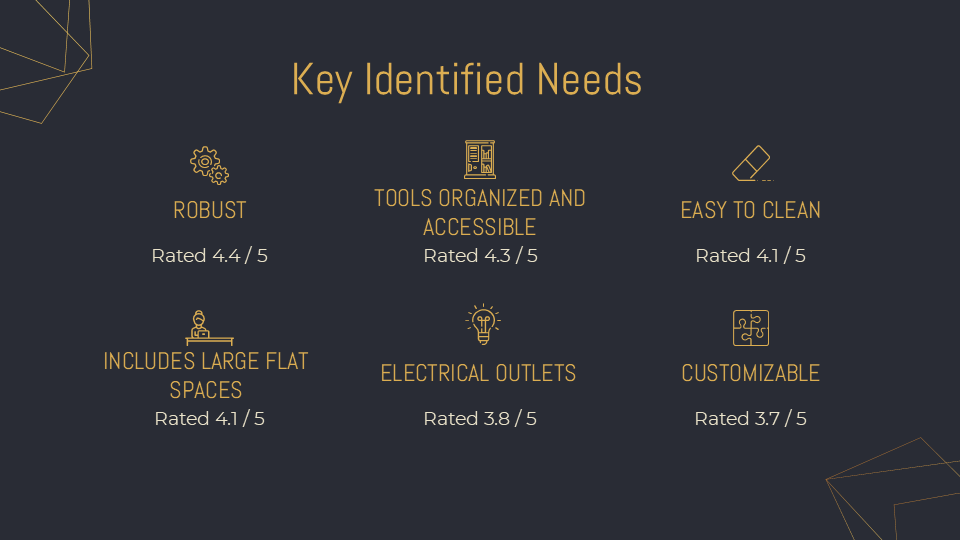 Key Identified Needs
ROBUST
Rated 4.4 / 5
TOOLS ORGANIZED AND
ACCESSIBLE
Rated 4.3 / 5
EASY TO CLEAN
Rated 4.1 / 5
INCLUDES LARGE FLAT
SPACES
Rated 4.1 / 5
ELECTRICAL OUTLETS
Rated 3.8 / 5
CUSTOMIZABLE
Rated 3.7 / 5